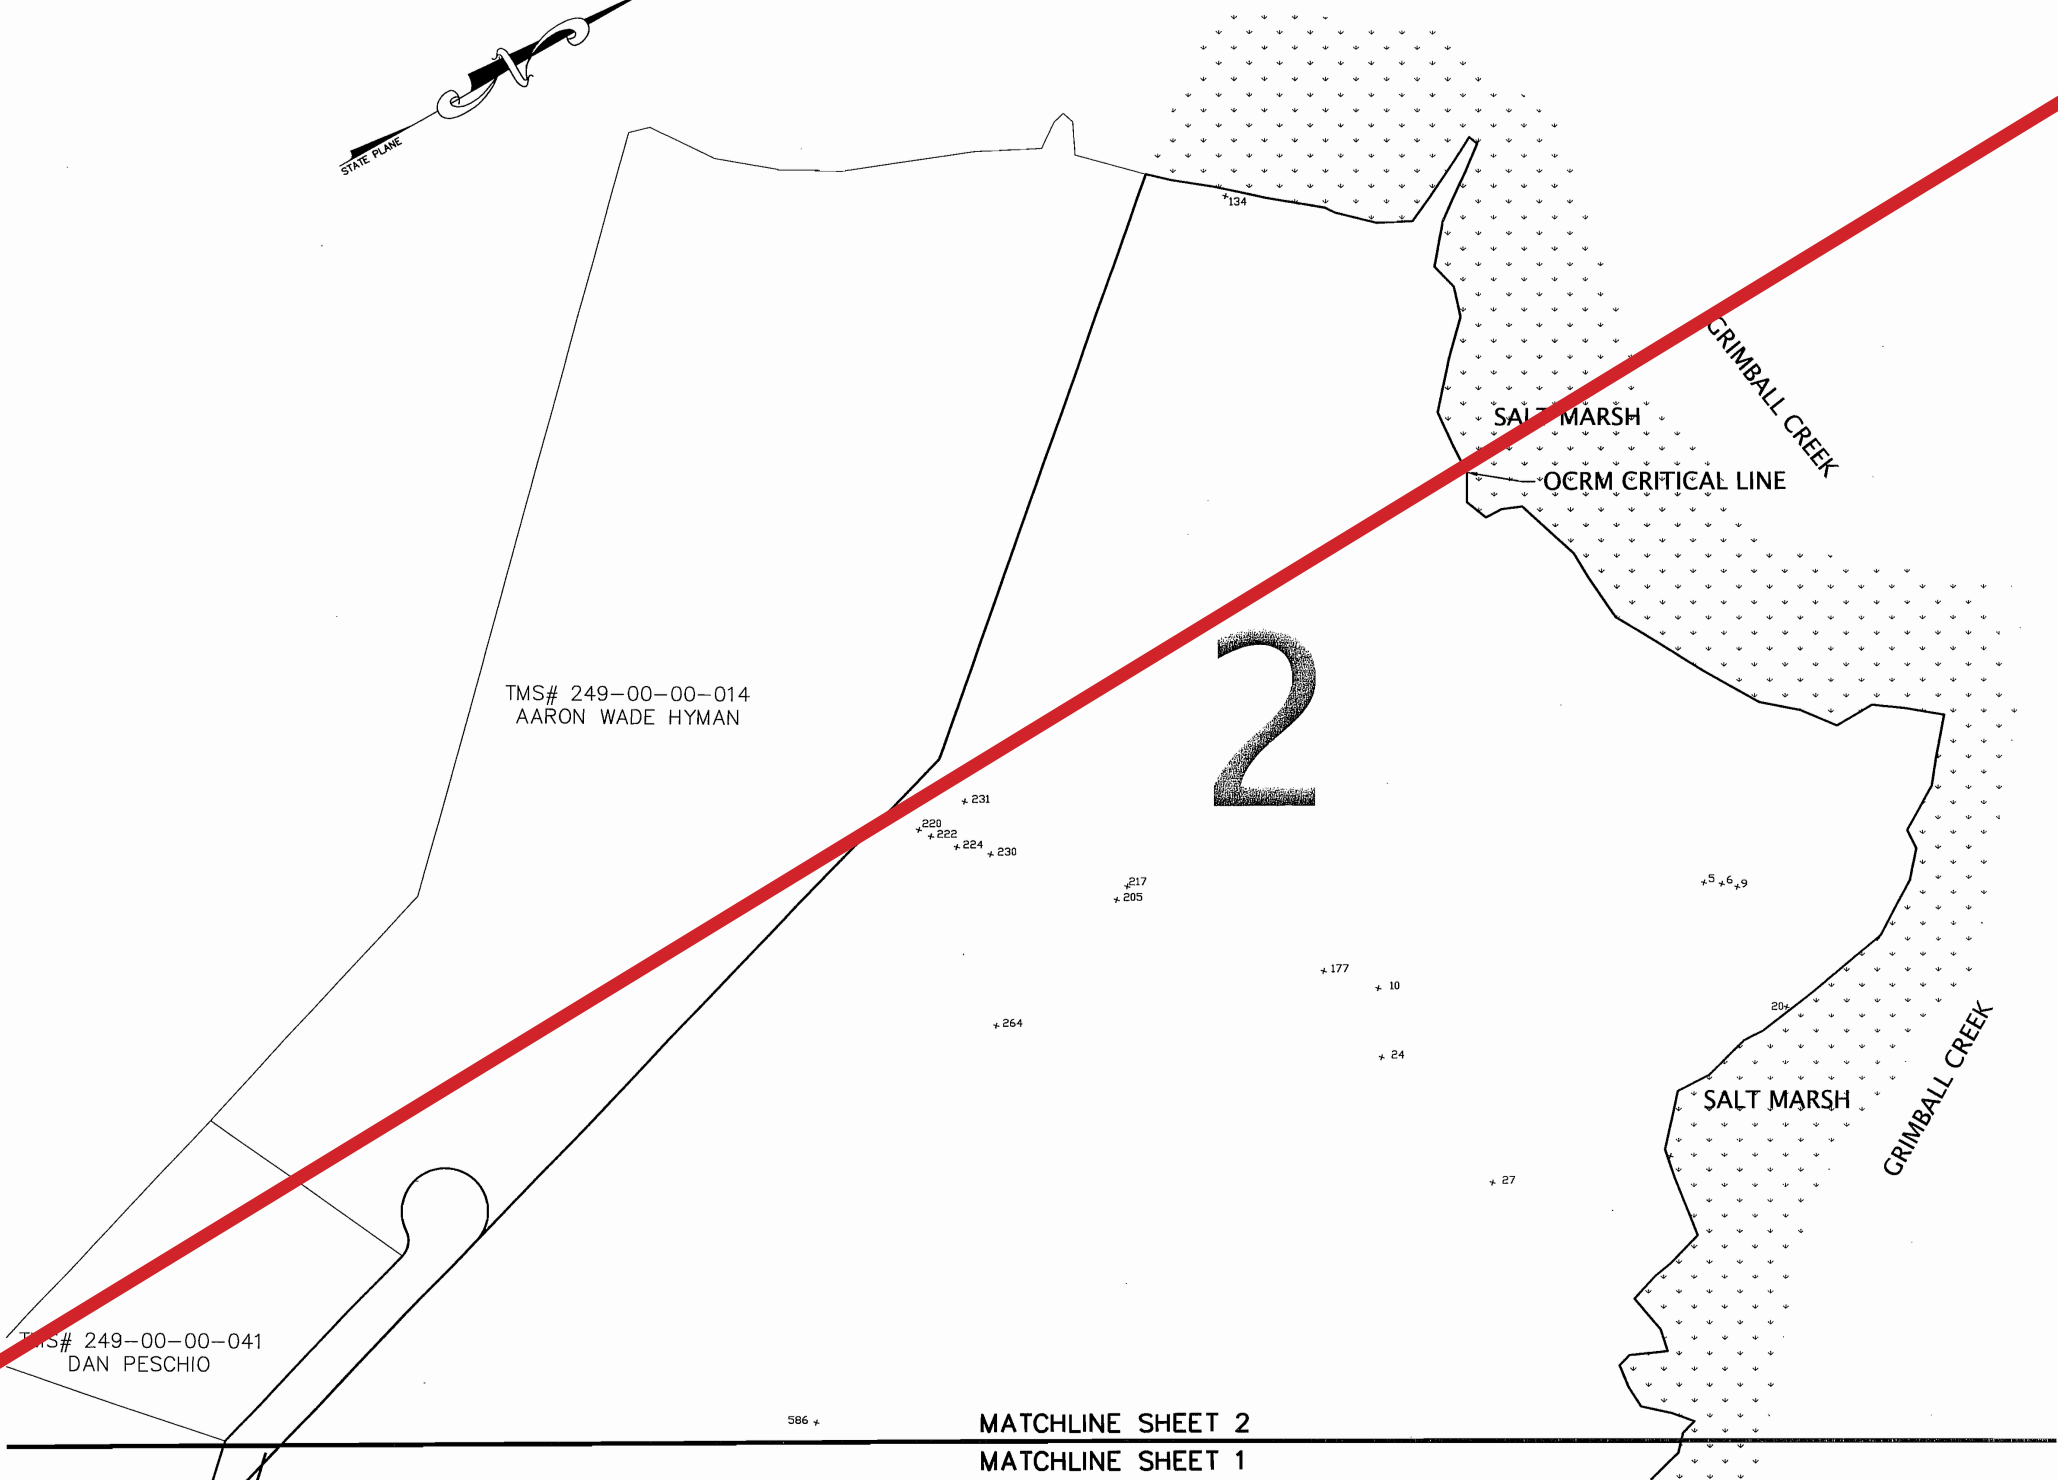 N
STATE PLANE
134
GRIMBALL CREEK
SALT MARSH
OCRM CRITICAL LINE
2
TMS# 249-00-00-014
AARON WADE HYMAN
231
220
222
224
230
217
205
5
6
9
177
10
20
264
24
SALT MARSH
GRIMBALL CREEK
27
TMS# 249-00-00-041
DAN PESCHIO
586
MATCHLINE SHEET 2
MATCHLINE SHEET 1